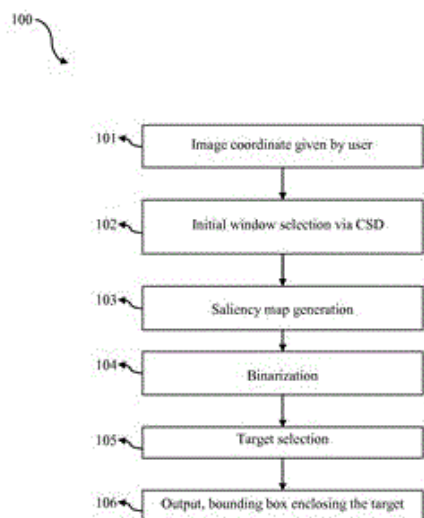 100
101
Image coordinate given by user
102
Initial window selection via CSD
103
Saliency map generation
104
Binarization
105
Target selection
106
Output, bounding box enclosing the target